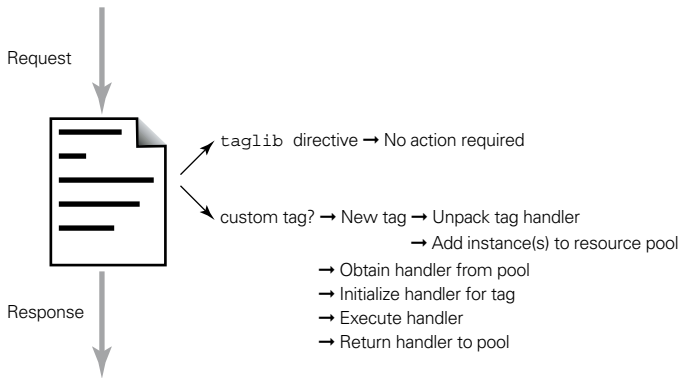 Request
taglib directive → No action required
custom tag? → New tag → Unpack tag handler
→ Add instance(s) to resource pool
→ Obtain handler from pool
→ Initialize handler for tag
→ Execute handler
Response
→ Return handler to pool